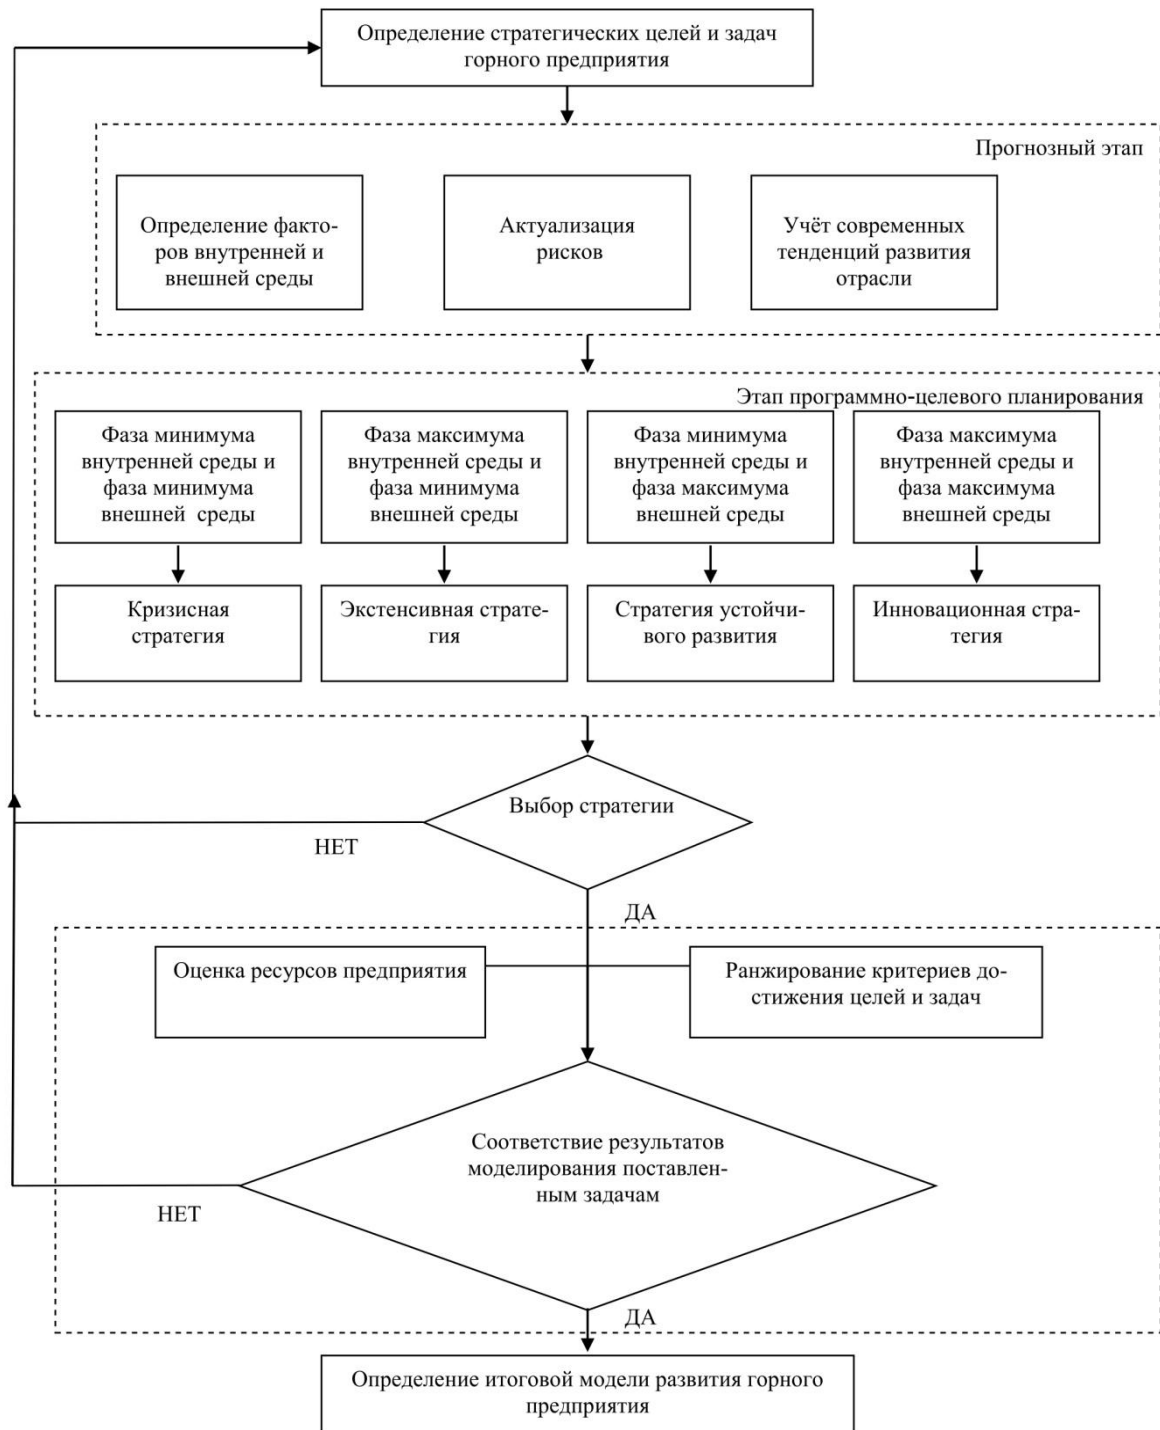 Определение стратегических целей и задач
горного предприятия
Прогнозный этап
Определение факто-
ров внутренней и
внешней среды
Актуализация
рисков
Учёт современных
тенденций развития
отрасли
Этап программно-целевого планирования
Фаза минимума
внутренней среды и
фаза минимума
внешней среды
Фаза максимума
внутренней среды и
фаза минимума
внешней среды
Фаза минимума
внутренней среды и
фаза максимума
внешней среды
Фаза максимума
внутренней среды и
фаза максимума
внешней среды
Кризисная
стратегия
Экстенсивная страте-
гия
Стратегия устойчи-
вого развития
Инновационная стра-
тегия
Выбор стратегии
НЕТ
ДА
Оценка ресурсов предприятия
Ранжирование критериев до-
стижения целей и задач
Соответствие результатов
моделирования поставлен-
ным задачам
НЕТ
ДА
Определение итоговой модели развития горного
предприятия